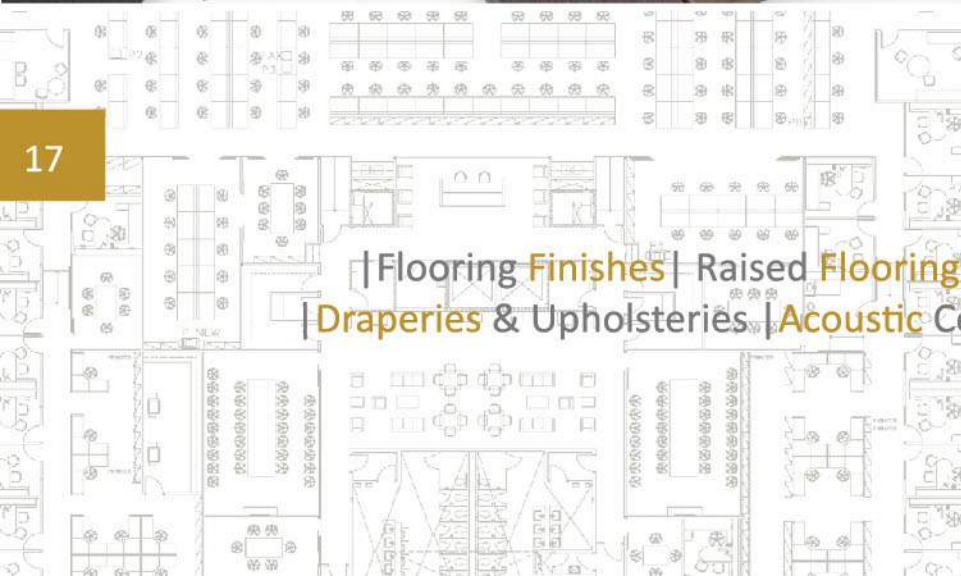 17
|Flooring Finishes| Raised Flooring
|Draperies & Upholsteries |Acoustic